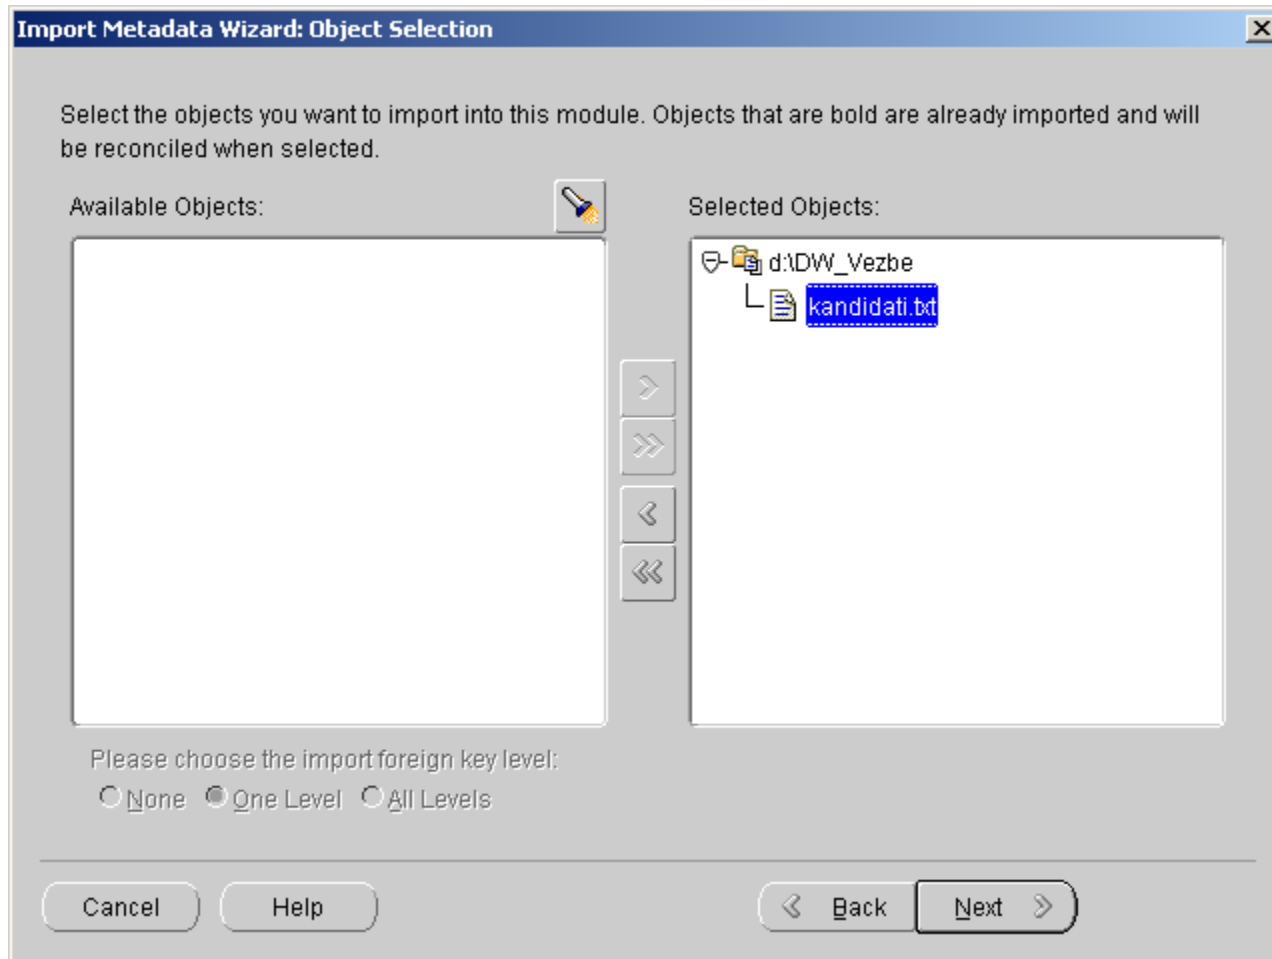 Import Metadata Wizard: Object Selection
Select the objects you want to import into this module. Objects that are bold are already imported and will
be reconciled when selected.
Available Objects:
Selected Objects:
d:\DW_Vezbe
kandidati.txt
Please choose the import foreign key level:
None One Level All Levels
Cancel Help Back Next